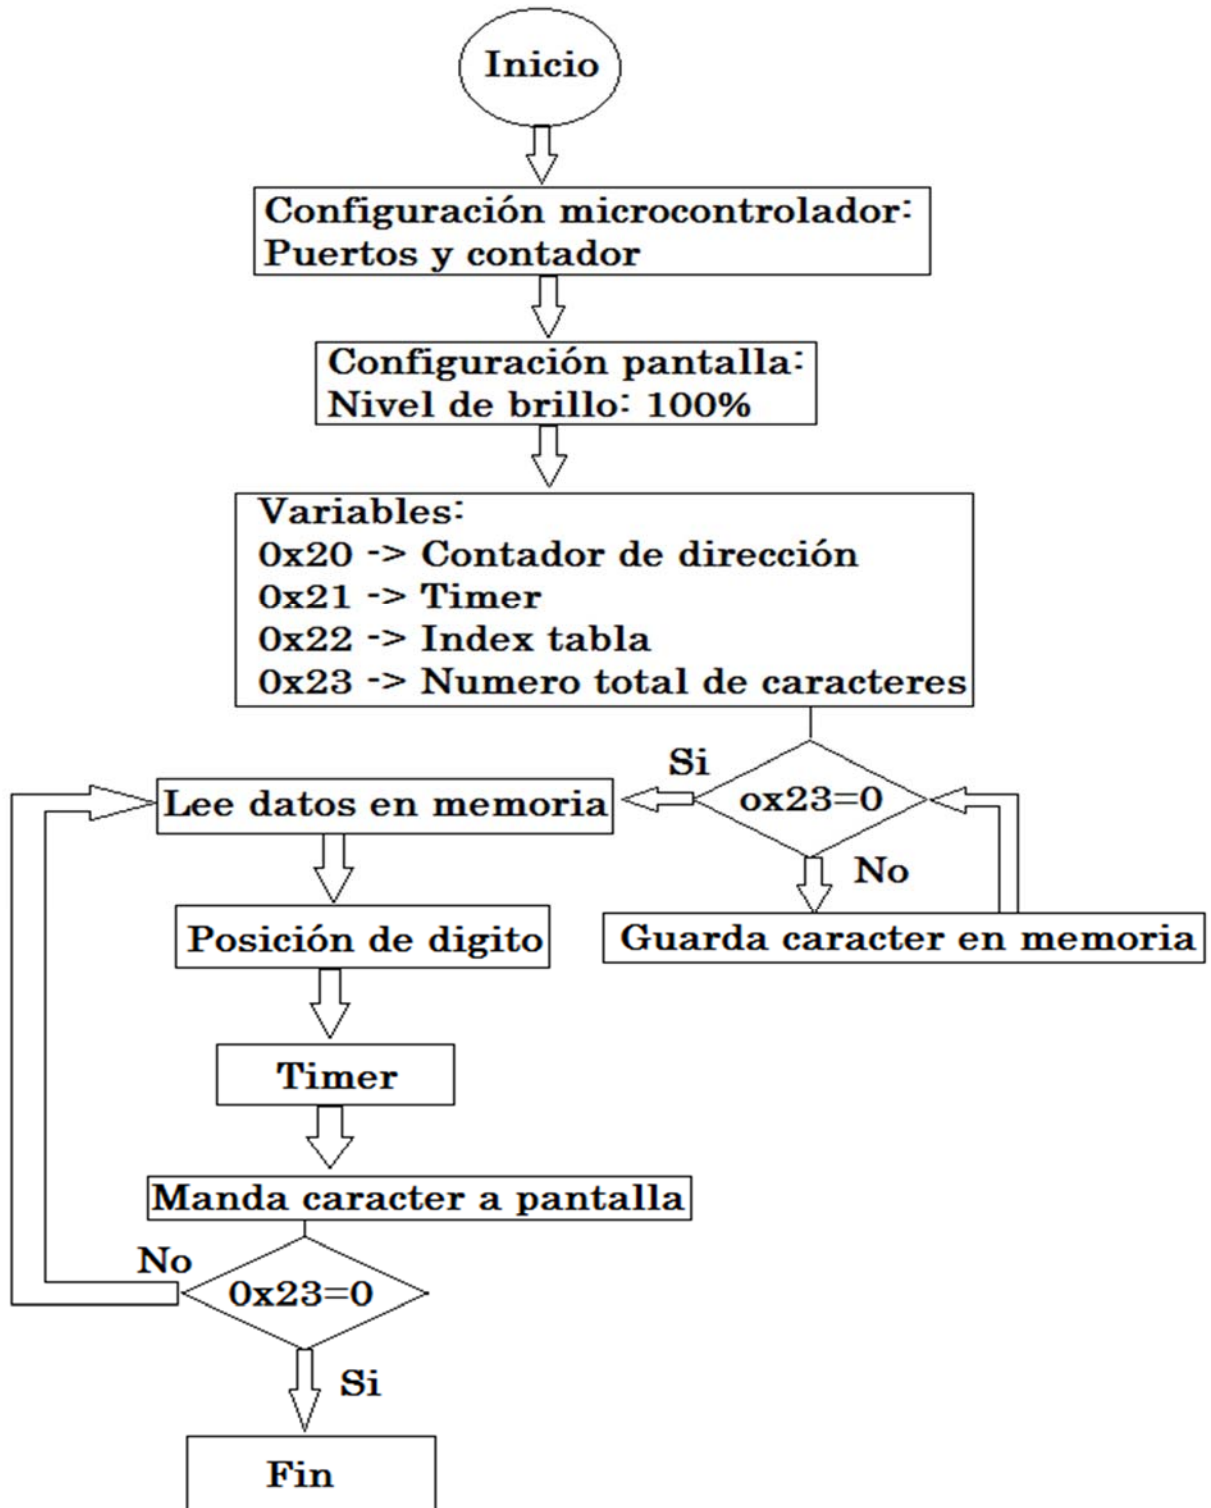 Inicio
Configuración microcontrolador:
Puertos y contador
Configuración pantalla:
Nivel de brillo: 100%
Variables:
0x20 -> Contador de dirección
0x21 -> Timer
0x22 -> Index tabla
0x23 -> Numero total de caracteres
Si
ox23=0
No
Guarda caracter en memoria
Lee datos en memoria
Posición de digito
Timer
Manda caracter a pantalla
No
0x23=0
Si
Fin